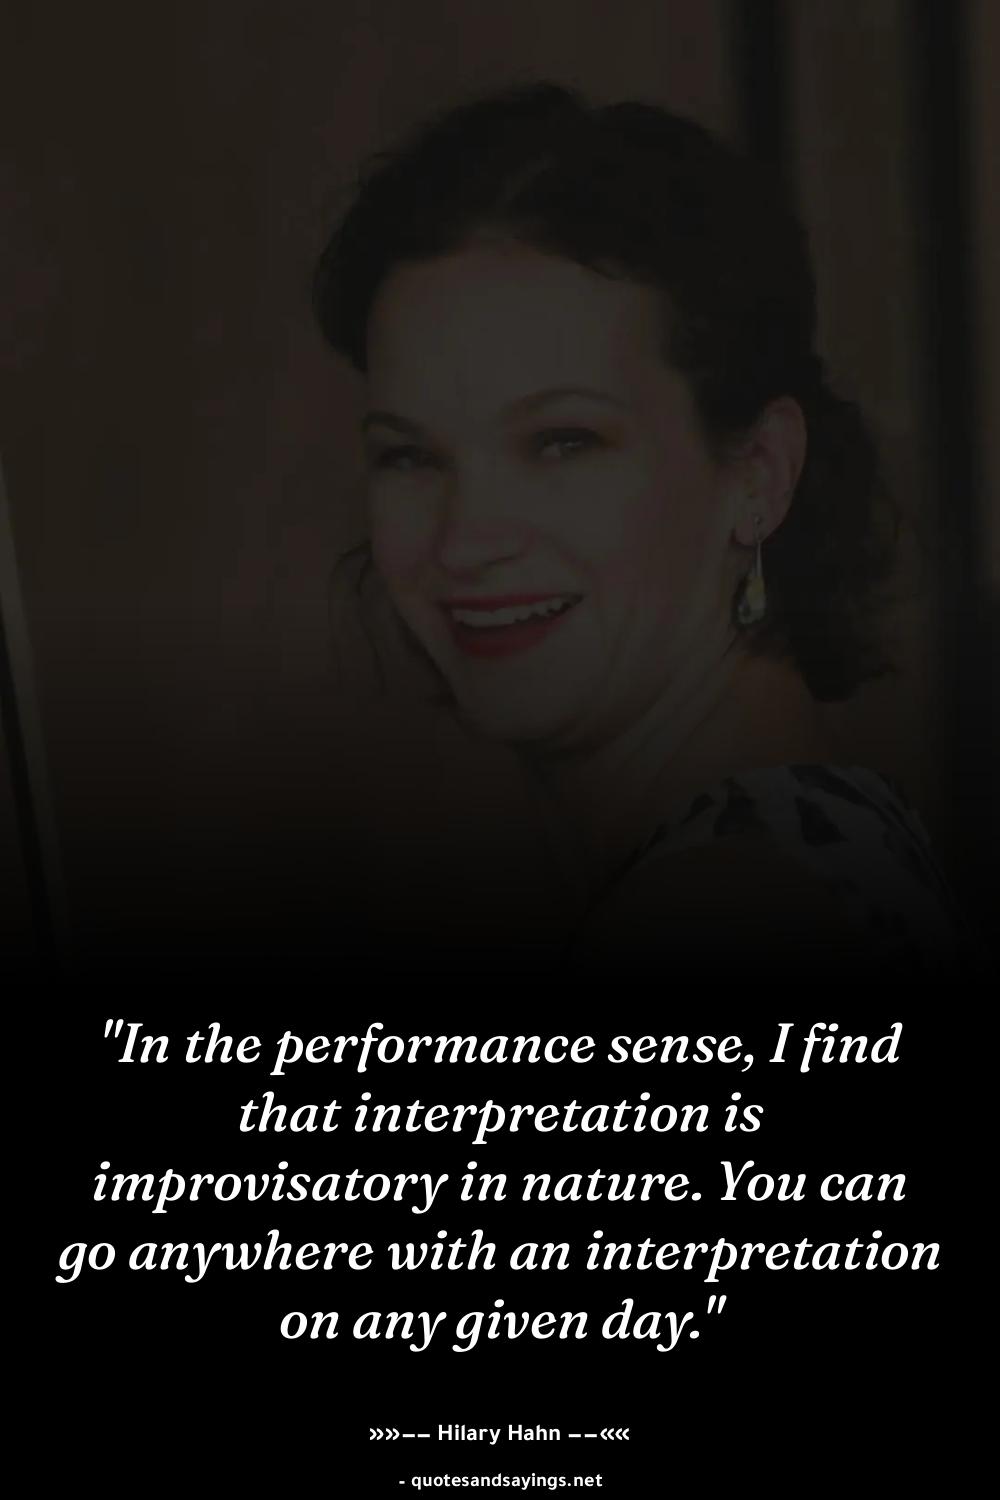 "In the performance sense, I find
that interpretation is
improvisatory in nature. You can
go anywhere with an interpretation
on any given day."
»»−− Hilary Hahn −−««
- quotesandsayings.net